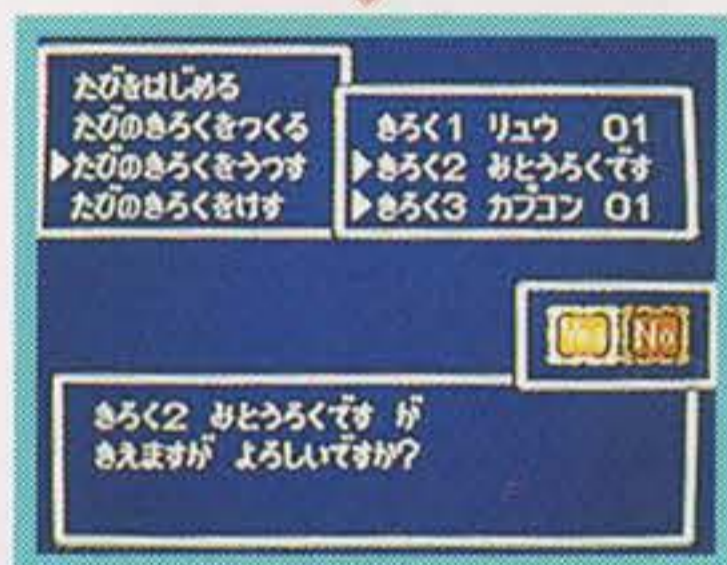 たびをはじめる
たびのきろくをつくる
▶たびのきろくをうつす
たびのきろくをけす
きろく1 リュウ 01
▶きろく2 みとうろくです
▶きろく3 カプコン 01
Yes No
きろく2 みとうろくです が
きえますが よろしいですか?